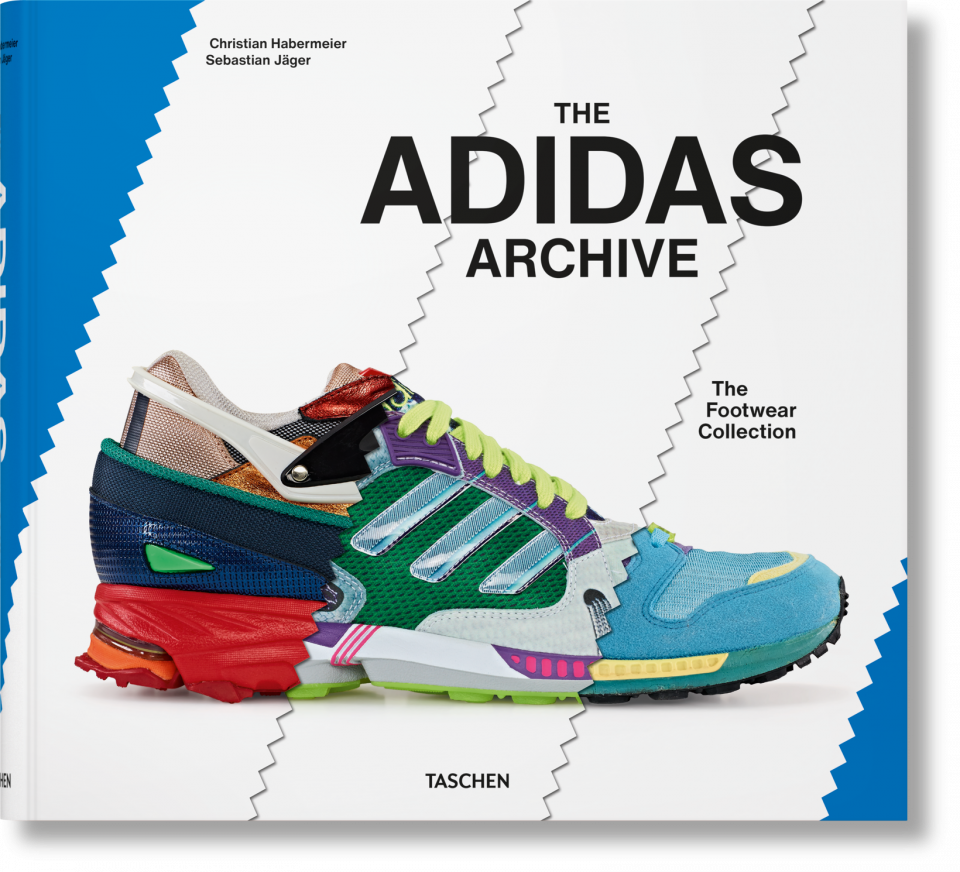 Christian Habermeier
Sebastian Jäger
THE
ADIDAS
ARCHIVE
The
Footwear
Collection
TASCHEN